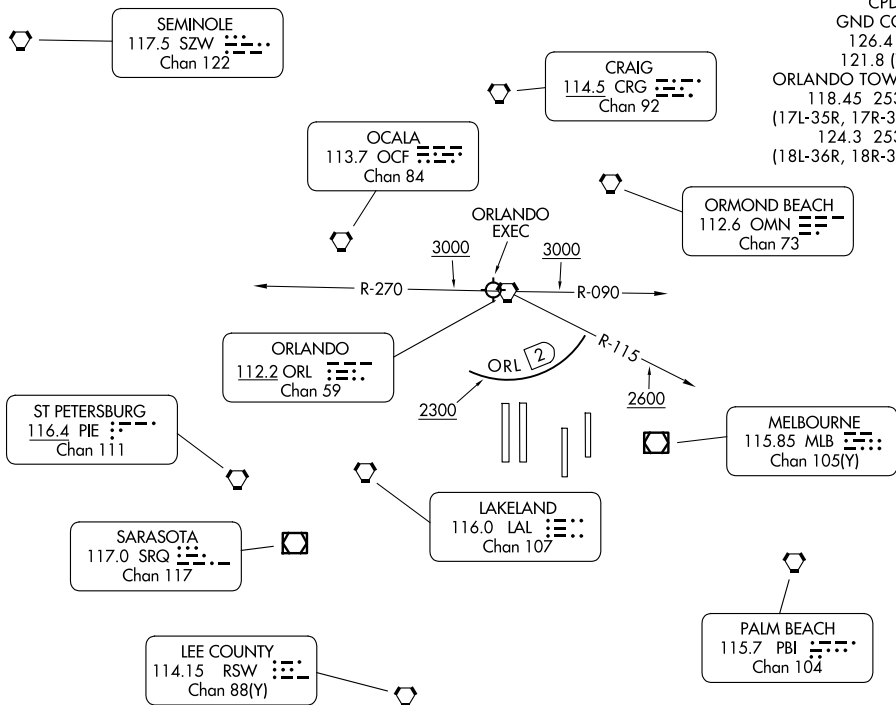 CPD
GND CO
126.4
121.8 (
ORLANDO TOW
118.45 253
(17L-35R, 17R-3
124.3 253
(18L-36R, 18R-3
SEMINOLE
117.5 SZW
Chan 122
CRAIG
114.5 CRG
Chan 92
OCALA
113.7 OCF
Chan 84
ORMOND BEACH
112.6 OMN
Chan 73
ORLANDO
EXEC
3000
3000
R-270
R-090
ORLANDO
112.2 ORL
Chan 59
ORL 2
R-115
2300
2600
ST PETERSBURG
116.4 PIE
Chan 111
MELBOURNE
115.85 MLB
Chan 105(Y)
LAKELAND
116.0 LAL
Chan 107
SARASOTA
117.0 SRQ
Chan 117
PALM BEACH
115.7 PBI
Chan 104
LEE COUNTY
114.15 RSW
Chan 88(Y)